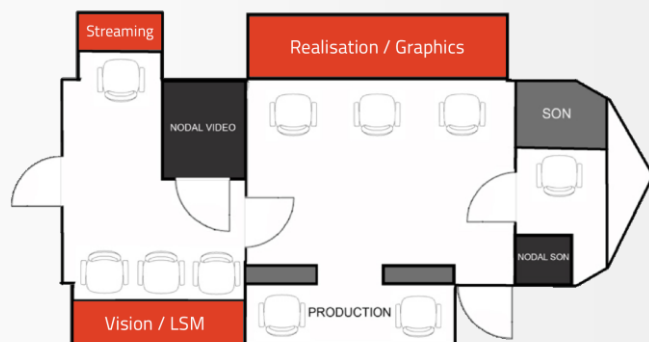 Streaming
Realisation / Graphics
NODAL VIDEO
SON
NODAL SON
PRODUCTION
Vision / LSM